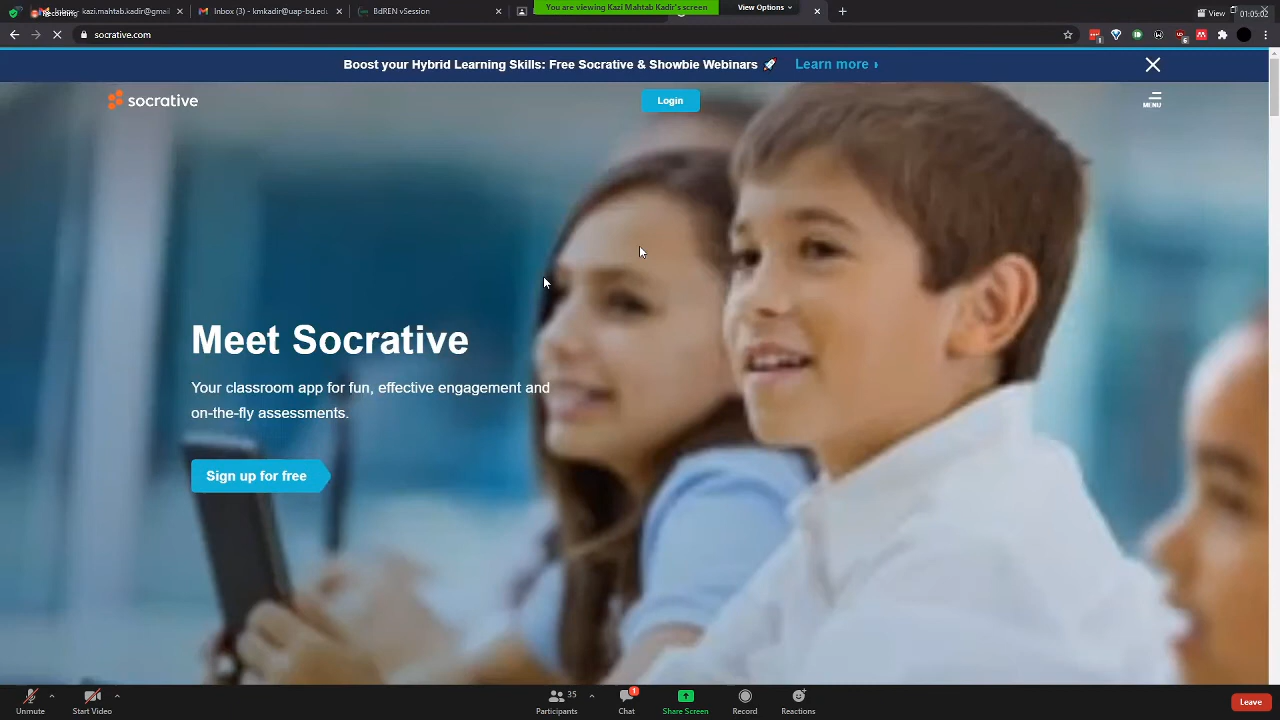 Recording
Inbox - kazi.mahtab.kadir@gmail
Inbox (3) - kmkadir@uap-bd.edu
BdREN vSession
You are viewing Kazi Mahtab Kadir's screen
View Options
View
01:05:02
socrative.com
Boost your Hybrid Learning Skills: Free Socrative & Showbie Webinars 🚀 Learn more ›
socrative
Login
MENU
Meet Socrative
Your classroom app for fun, effective engagement and
on-the-fly assessments.
Sign up for free
Unmute
Start Video
Participants
35
Chat
1
Share Screen
Record
Reactions
Leave